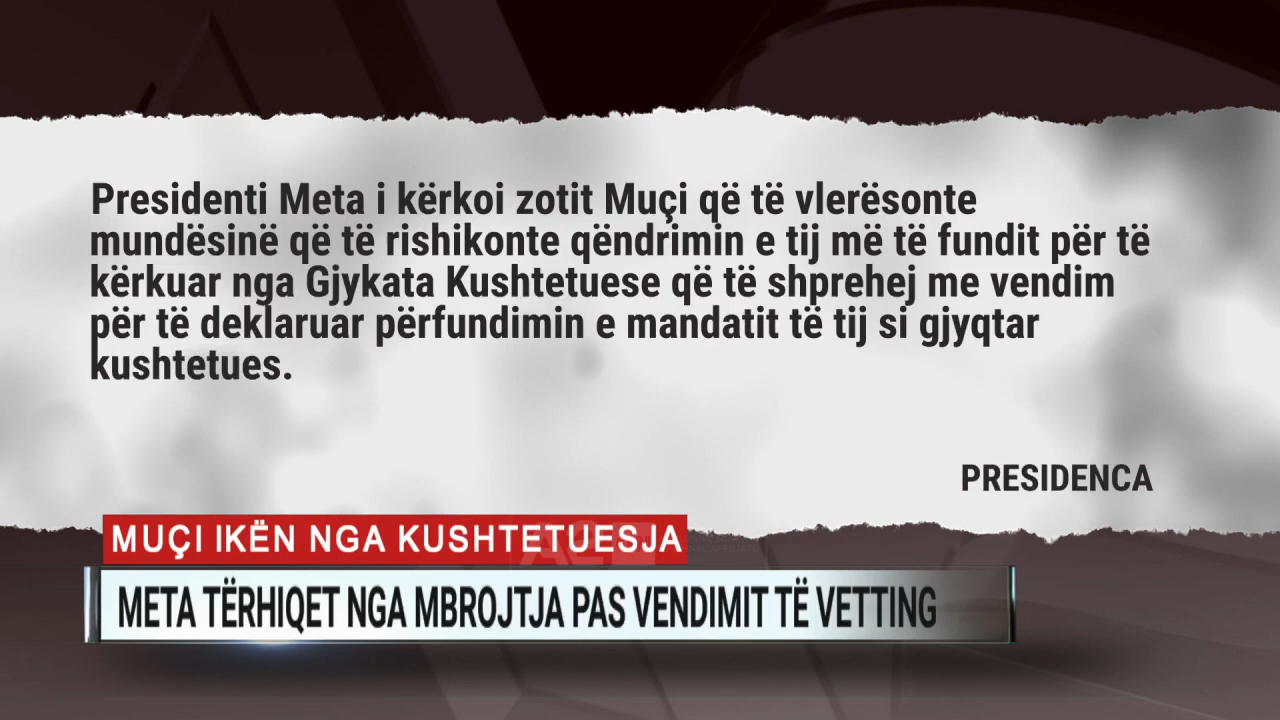 Presidenti Meta i kërkoi zotit Muçi që të vlerësonte
mundësinë që të rishikonte qëndrimin e tij më të fundit për të
kërkuar nga Gjykata Kushtetuese që të shprehej me vendim
për të deklaruar përfundimin e mandatit të tij si gjyqtar
kushtetues.
PRESIDENCA
MUÇI IKËN NGA KUSHTETUESJA
META TËRHIQET NGA MBROJTJA PAS VENDIMIT TË VETTING